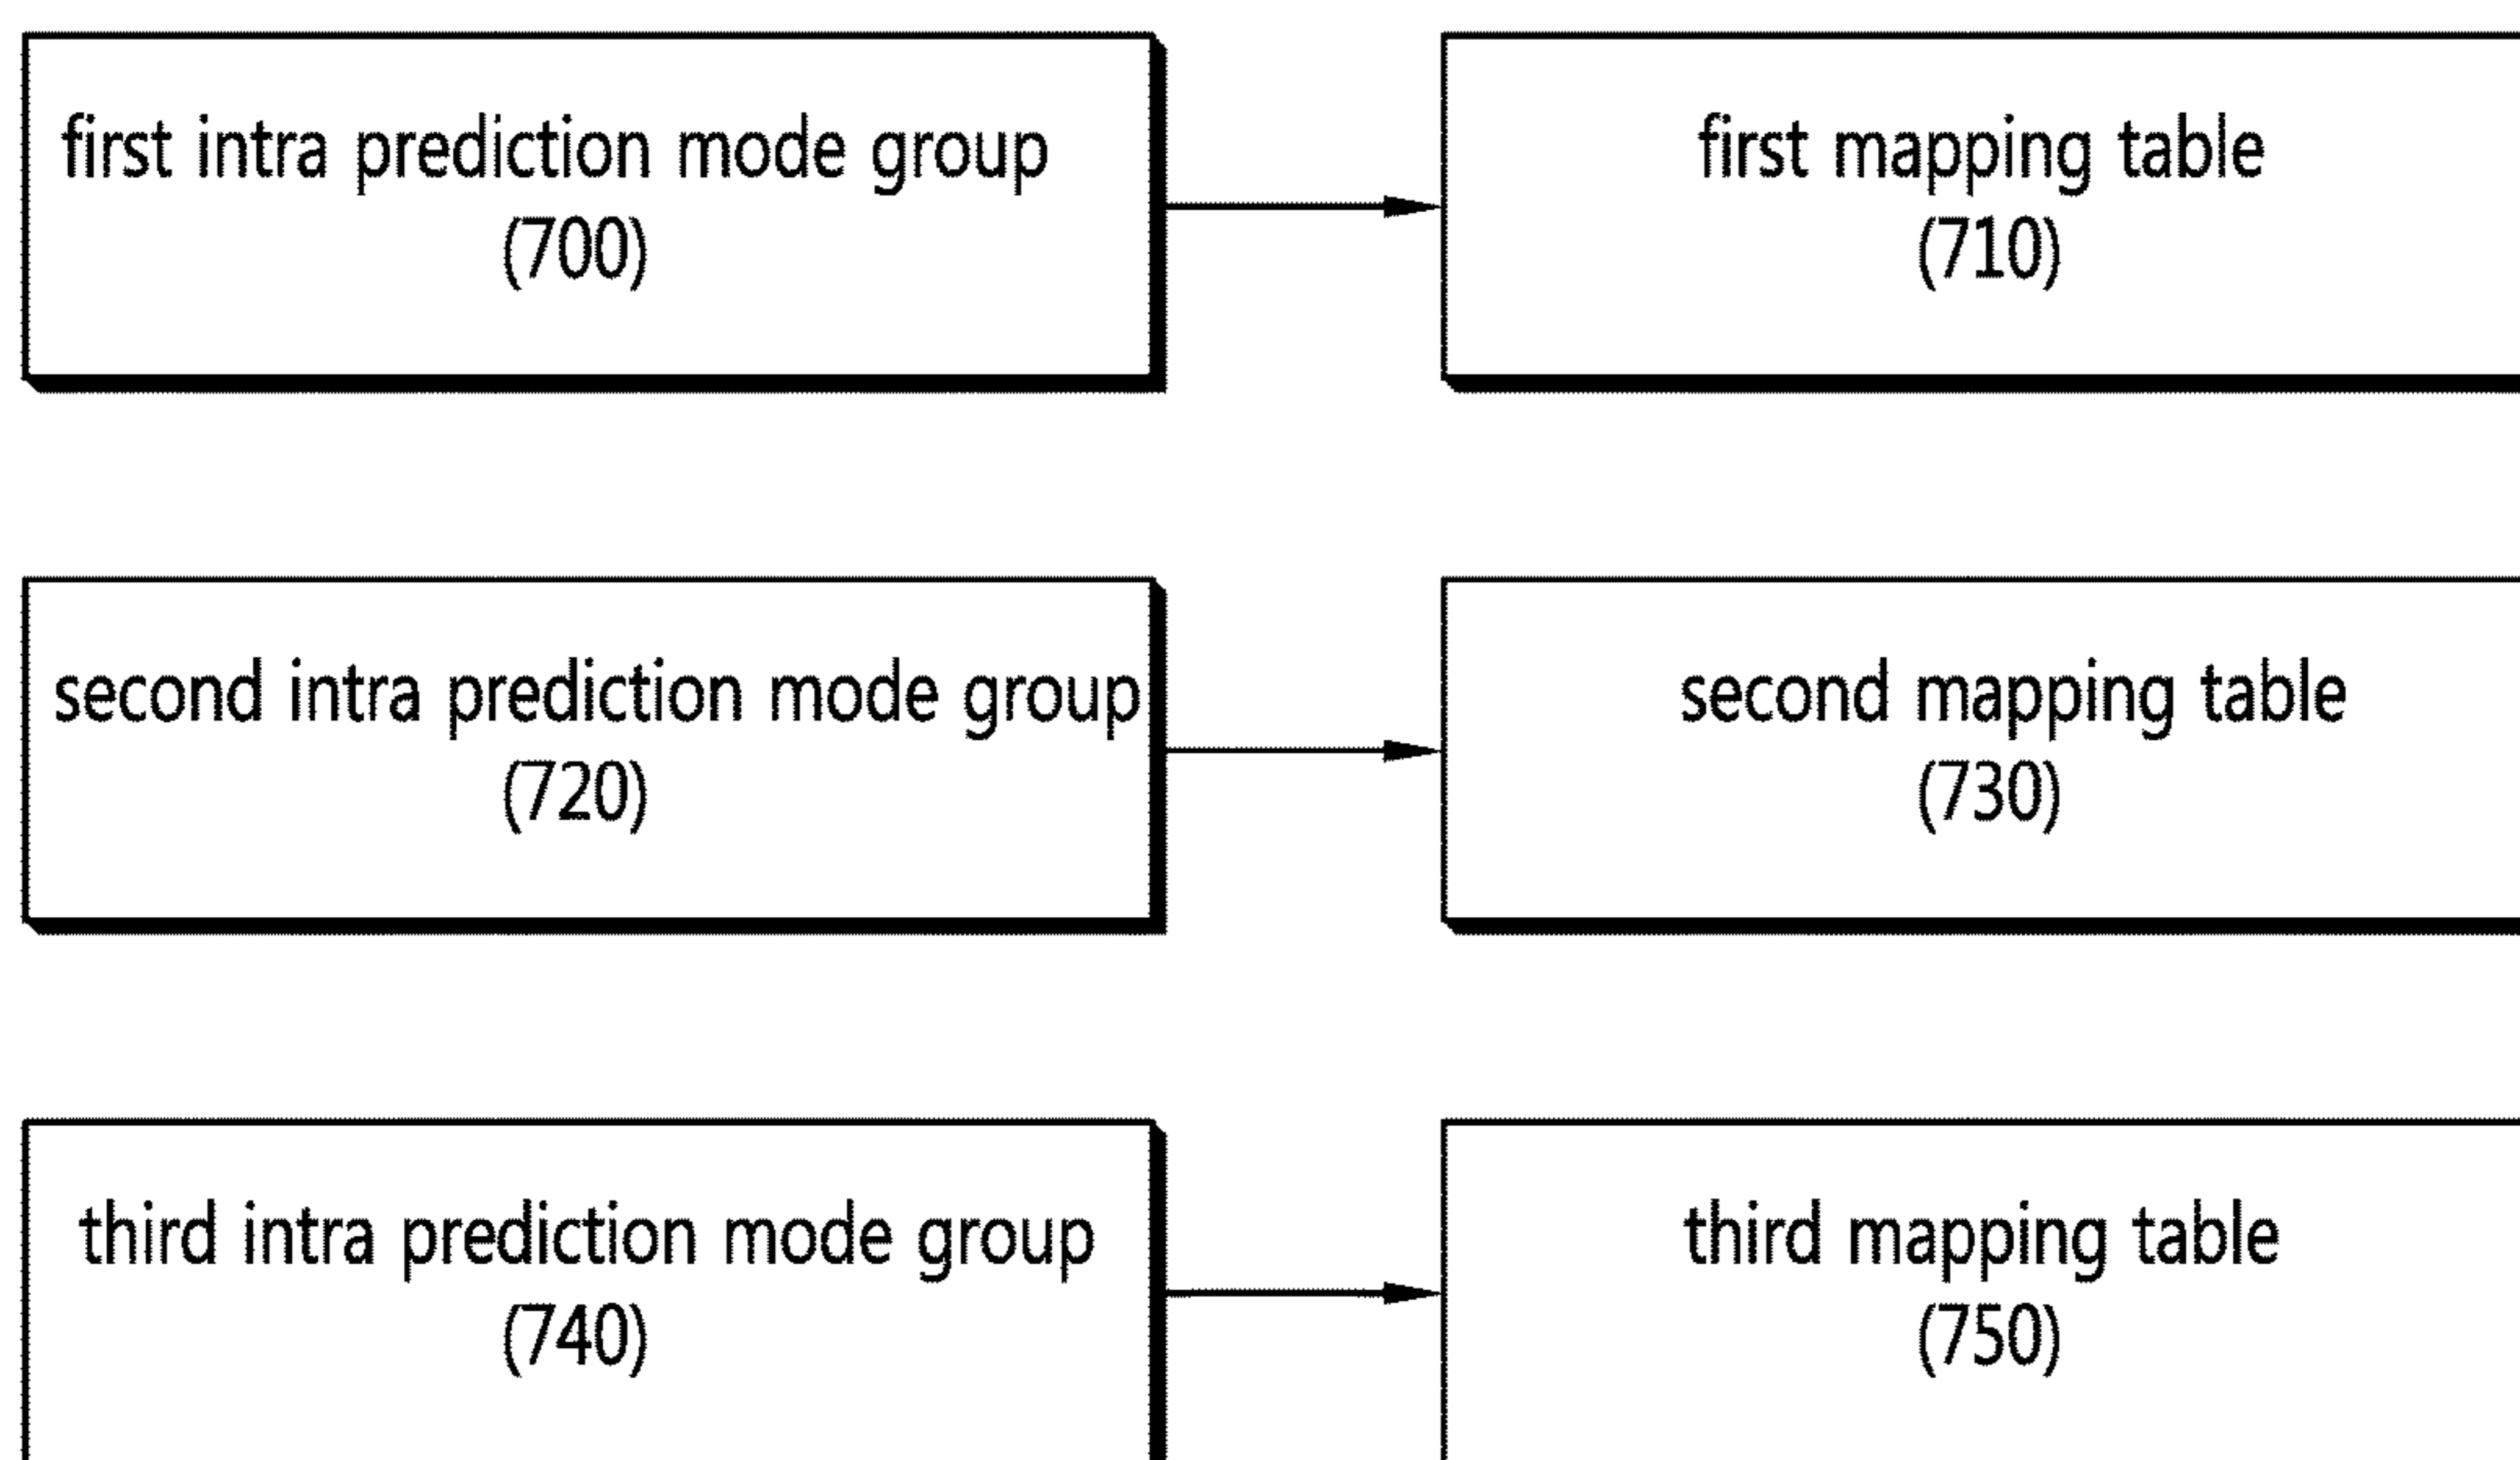 first intra prediction mode group
(700)
first mapping table
(710)
second intra prediction mode group
(720)
second mapping table
(730)
third intra prediction mode group
(740)
third mapping table
(750)